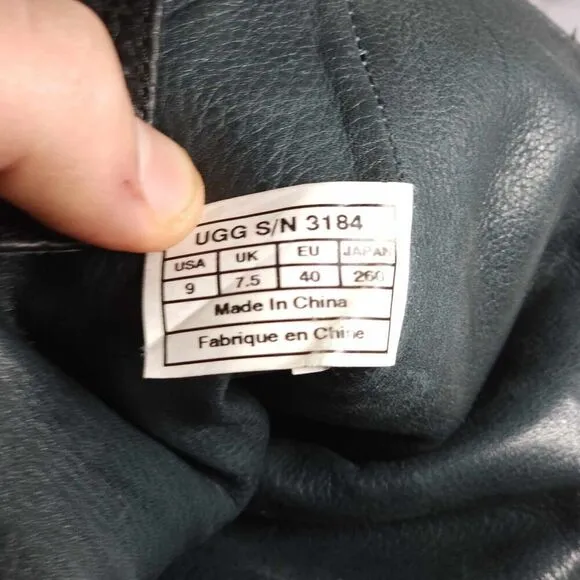 UGG S/N 3184
USA UK EU JAPAN
9 7.5 40 260
Made In China
Fabrique en Chine